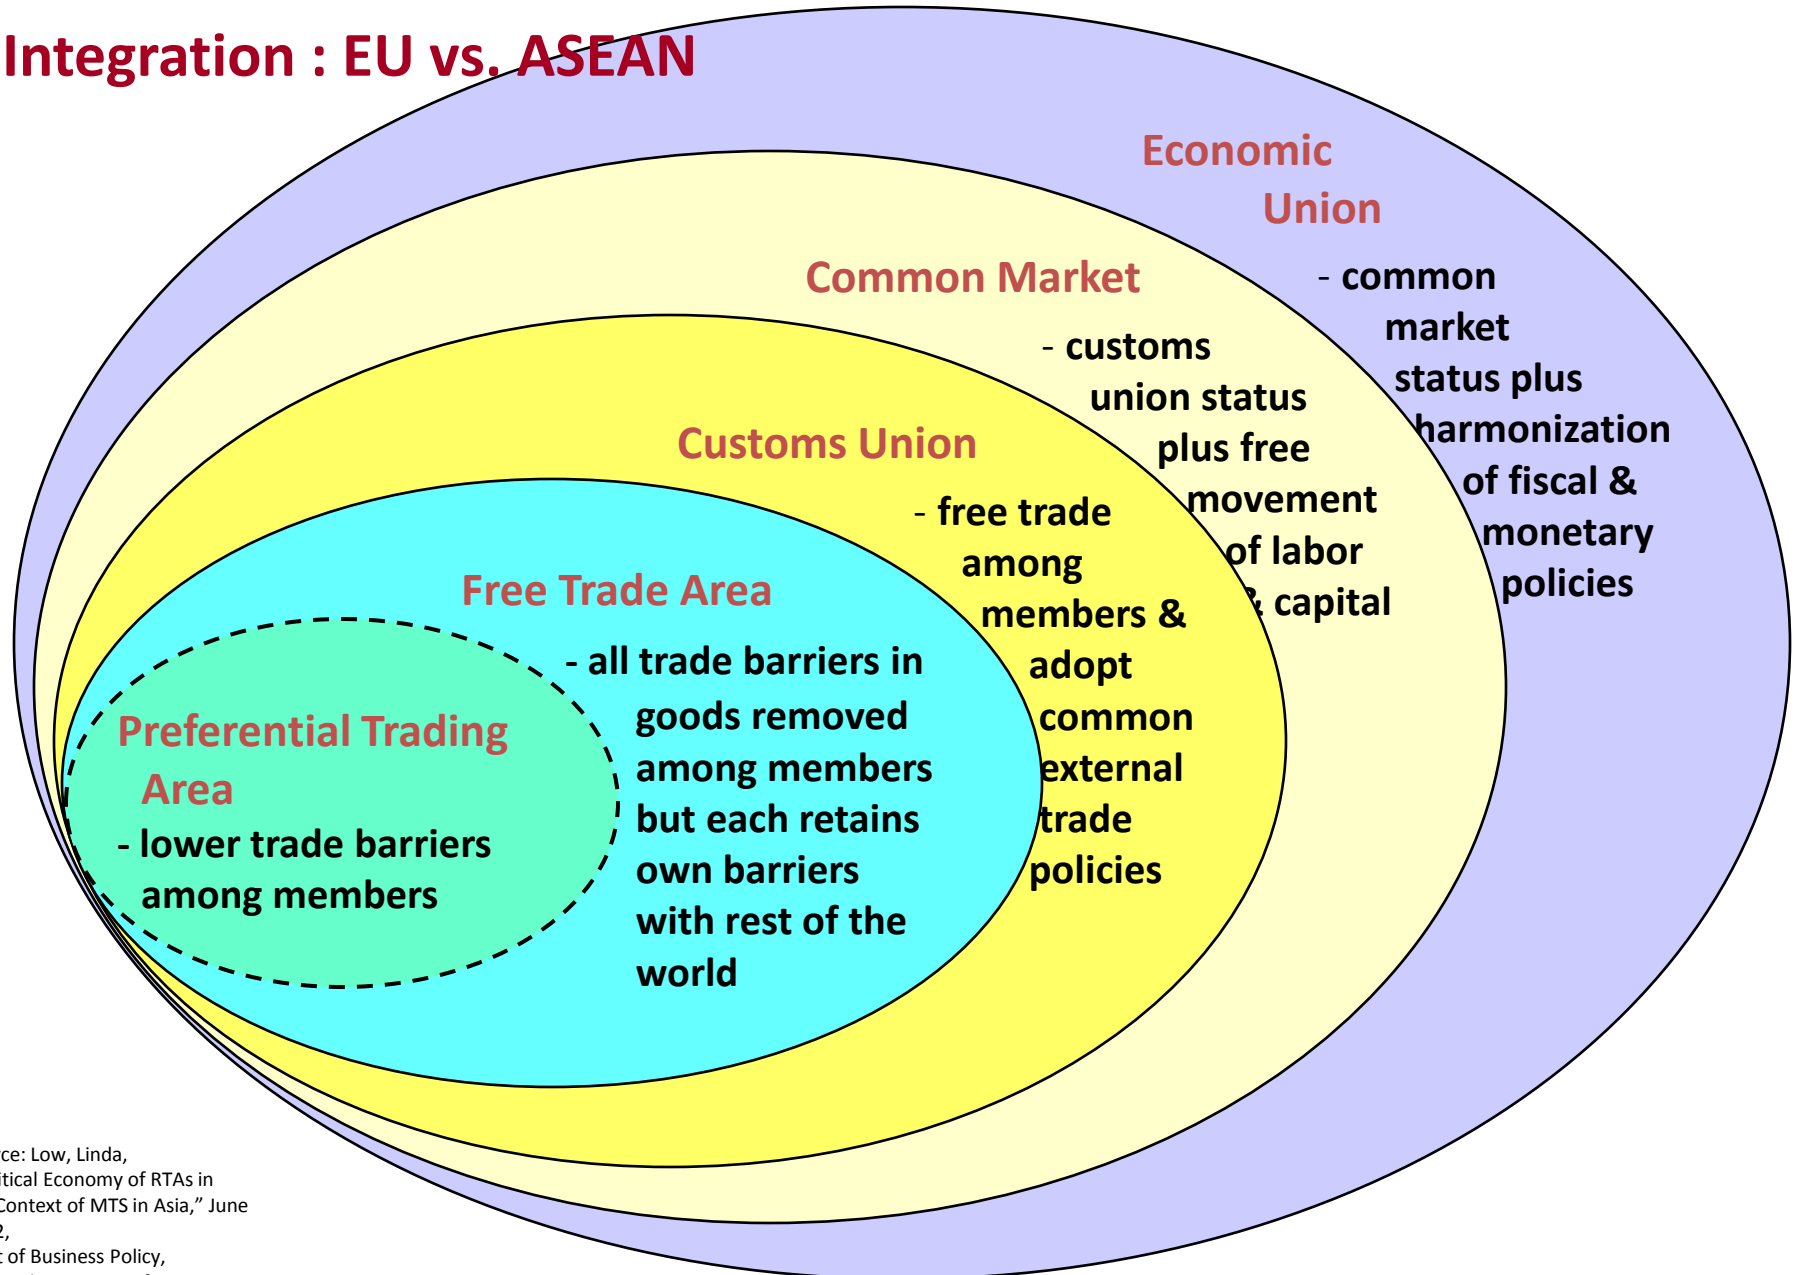 Integration : EU vs. ASEAN
Economic
Union
- common
market
status plus
harmonization
of fiscal &
monetary
policies
Common Market
- customs
union status
plus free
movement
of labor
& capital
Customs Union
- free trade
among
members &
adopt
common
external
trade
policies
Free Trade Area
- all trade barriers in
goods removed
among members
but each retains
own barriers
with rest of the
world
Preferential Trading
Area
- lower trade barriers
among members
ce: Low, Linda,
itical Economy of RTAs in
Context of MTS in Asia,” June
2,
t of Business Policy,